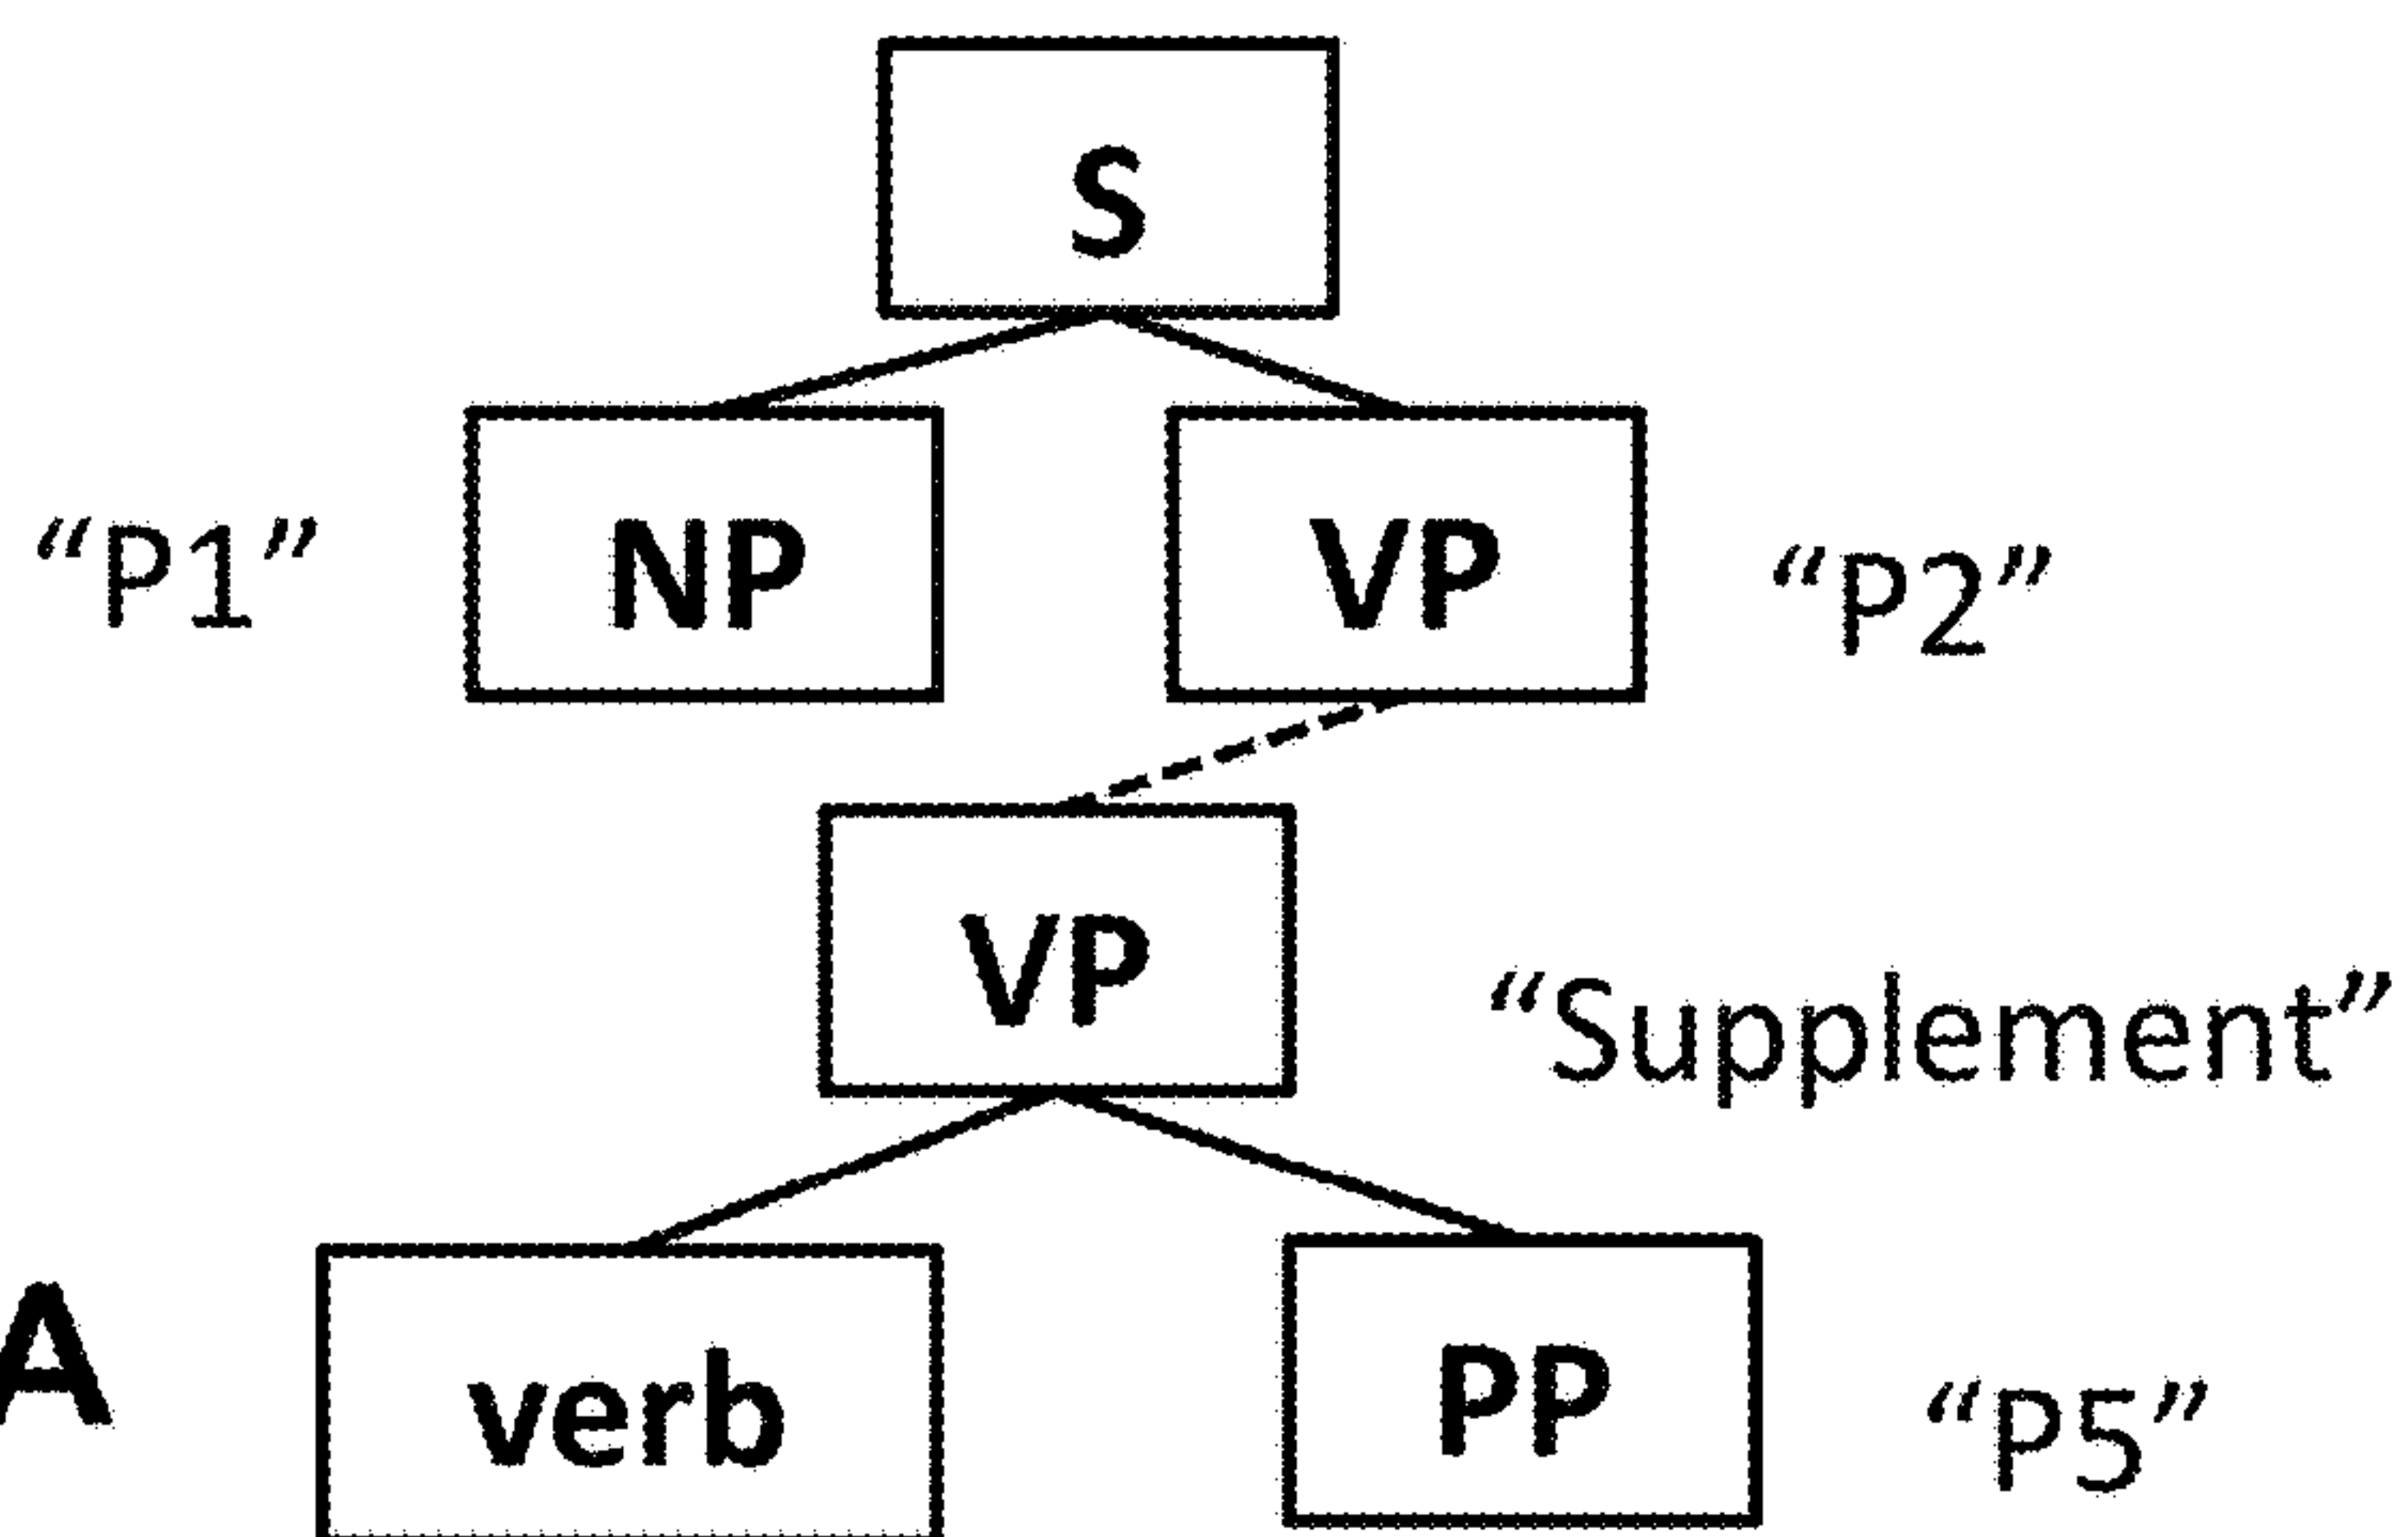 S
“P1” NP VP “P2”
VP “Supplement”
A verb PP “P5”